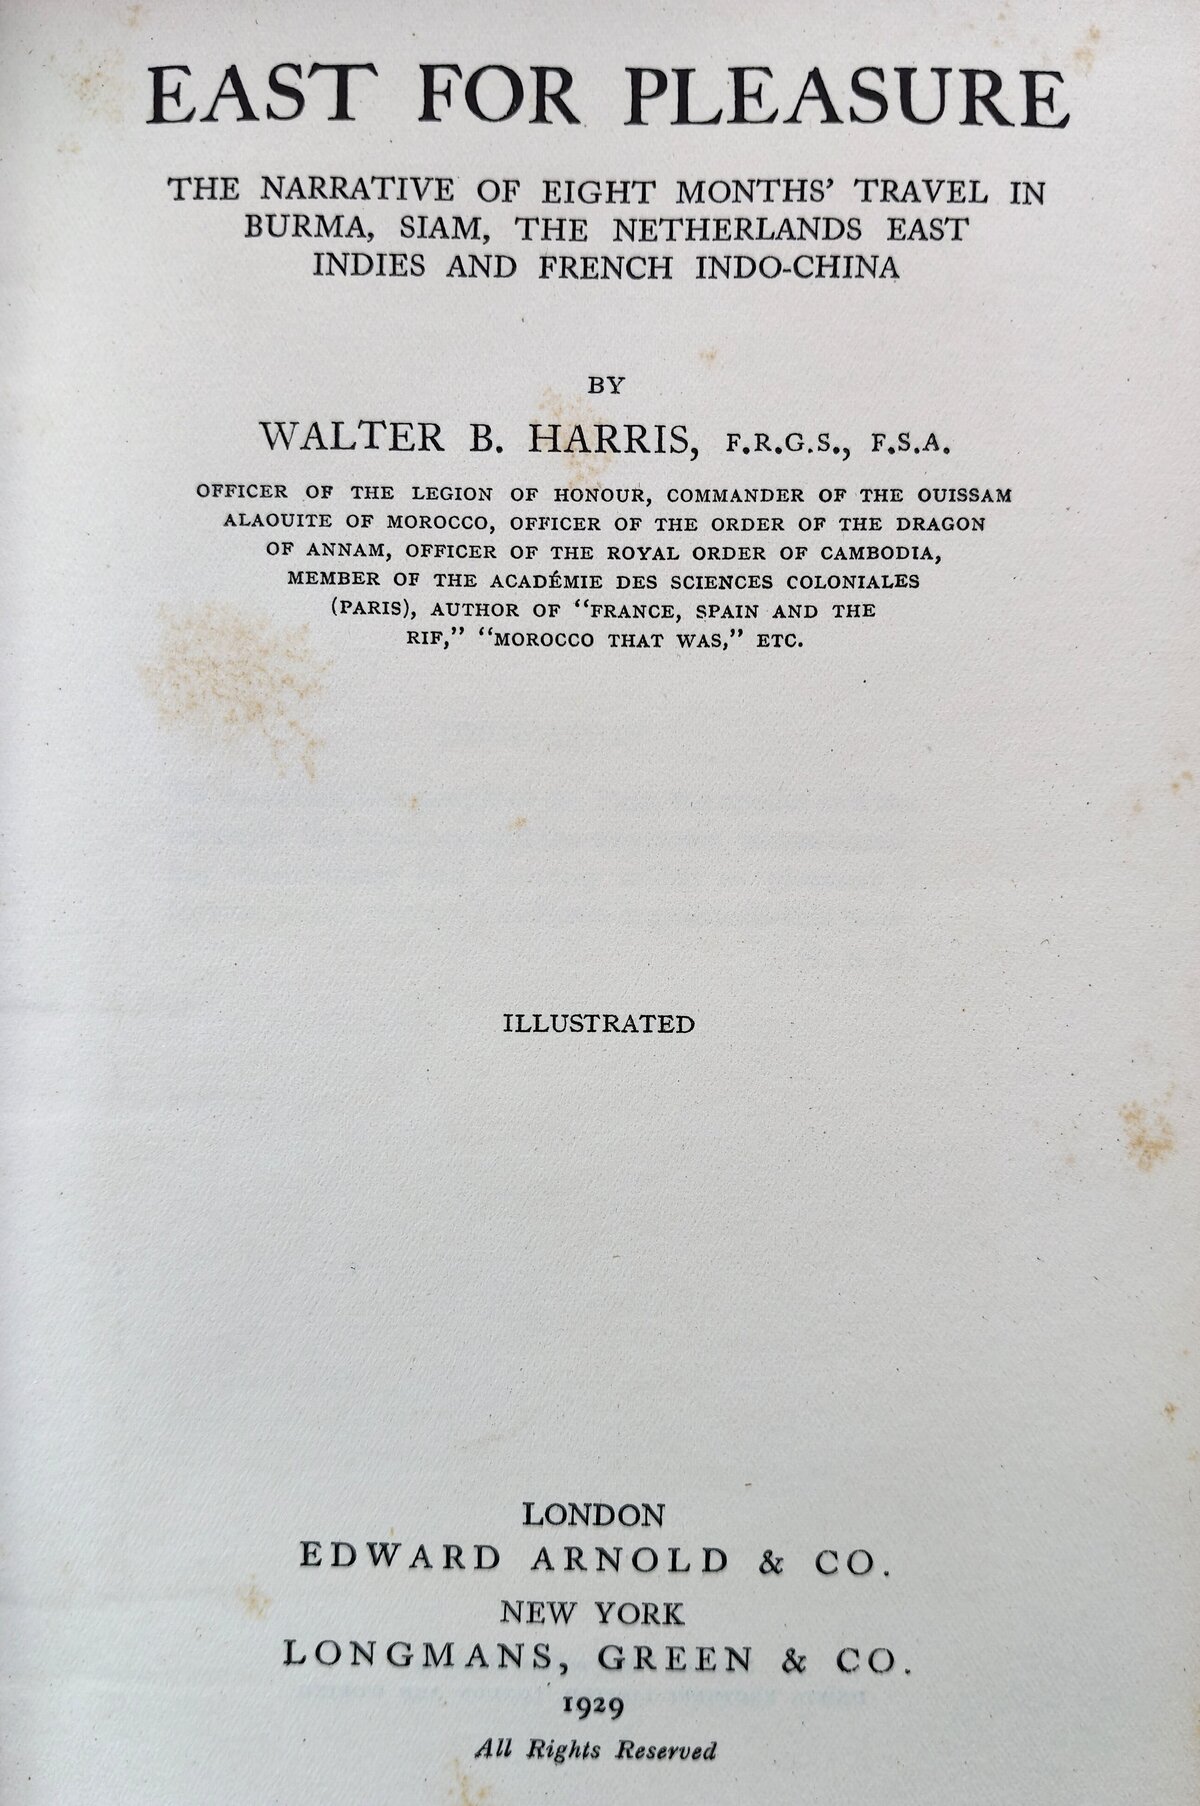 EAST FOR PLEASURE
THE NARRATIVE OF EIGHT MONTHS’ TRAVEL IN
BURMA, SIAM, THE NETHERLANDS EAST
INDIES AND FRENCH INDO-CHINA
BY
WALTER B. HARRIS, F.R.G.S., F.S.A.
OFFICER OF THE LEGION OF HONOUR, COMMANDER OF THE OUISSAM
ALAOUITE OF MOROCCO, OFFICER OF THE ORDER OF THE DRAGON
OF ANNAM, OFFICER OF THE ROYAL ORDER OF CAMBODIA,
MEMBER OF THE ACADÉMIE DES SCIENCES COLONIALES
(PARIS), AUTHOR OF “FRANCE, SPAIN AND THE
RIF,” “MOROCCO THAT WAS,” ETC.
ILLUSTRATED
LONDON
EDWARD ARNOLD & CO.
NEW YORK
LONGMANS, GREEN & CO.
1929
All Rights Reserved